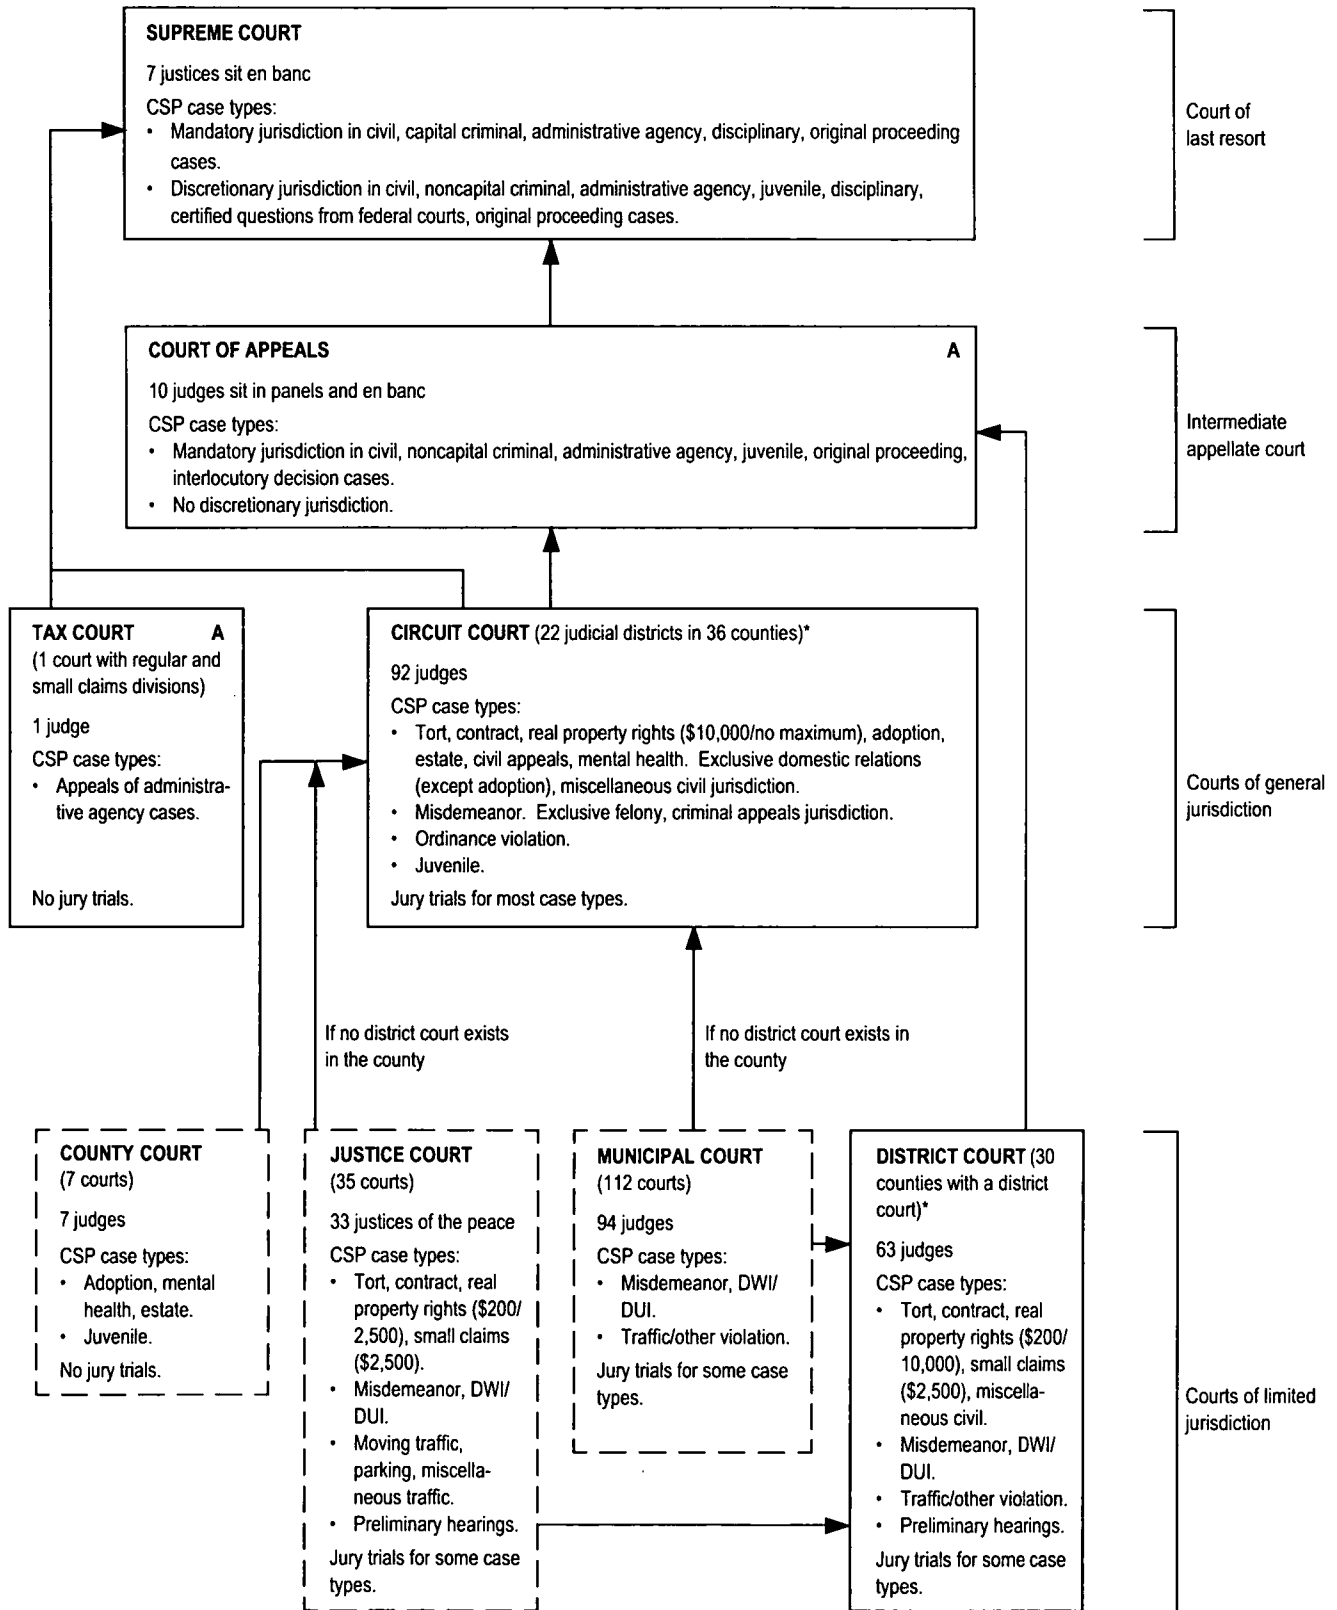 SUPREME COURT
7 justices sit en banc
CSP case types:
• Mandatory jurisdiction in civil, capital criminal, administrative agency, disciplinary, original proceeding
cases.
• Discretionary jurisdiction in civil, noncapital criminal, administrative agency, juvenile, disciplinary,
certified questions from federal courts, original proceeding cases.
Court of
last resort
COURT OF APPEALS A
10 judges sit in panels and en banc
CSP case types:
• Mandatory jurisdiction in civil, noncapital criminal, administrative agency, juvenile, original proceeding,
interlocutory decision cases.
• No discretionary jurisdiction.
Intermediate
appellate court
TAX COURT A
(1 court with regular and
small claims divisions)
1 judge
CSP case types:
• Appeals of administra-
tive agency cases.
No jury trials.
CIRCUIT COURT (22 judicial districts in 36 counties)*
92 judges
CSP case types:
• Tort, contract, real property rights ($10,000/no maximum), adoption,
estate, civil appeals, mental health. Exclusive domestic relations
(except adoption), miscellaneous civil jurisdiction.
• Misdemeanor. Exclusive felony, criminal appeals jurisdiction.
• Ordinance violation.
• Juvenile.
Jury trials for most case types.
Courts of general
jurisdiction
If no district court exists
in the county
If no district court exists in
the county
COUNTY COURT
(7 courts)
7 judges
CSP case types:
• Adoption, mental
health, estate.
• Juvenile.
No jury trials.
JUSTICE COURT
(35 courts)
33 justices of the peace
CSP case types:
• Tort, contract, real
property rights ($200/
2,500), small claims
($2,500).
• Misdemeanor, DWI/
DUI.
• Moving traffic,
parking, miscella-
neous traffic.
• Preliminary hearings.
Jury trials for some case
types.
MUNICIPAL COURT
(112 courts)
94 judges
CSP case types:
• Misdemeanor, DWI/
DUI.
• Traffic/other violation.
Jury trials for some case
types.
DISTRICT COURT (30
counties with a district
court)*
63 judges
CSP case types:
• Tort, contract, real
property rights ($200/
10,000), small claims
($2,500), miscella-
neous civil.
• Misdemeanor, DWI/
DUI.
• Traffic/other violation.
• Preliminary hearings.
Jury trials for some case
types.
Courts of limited
jurisdiction